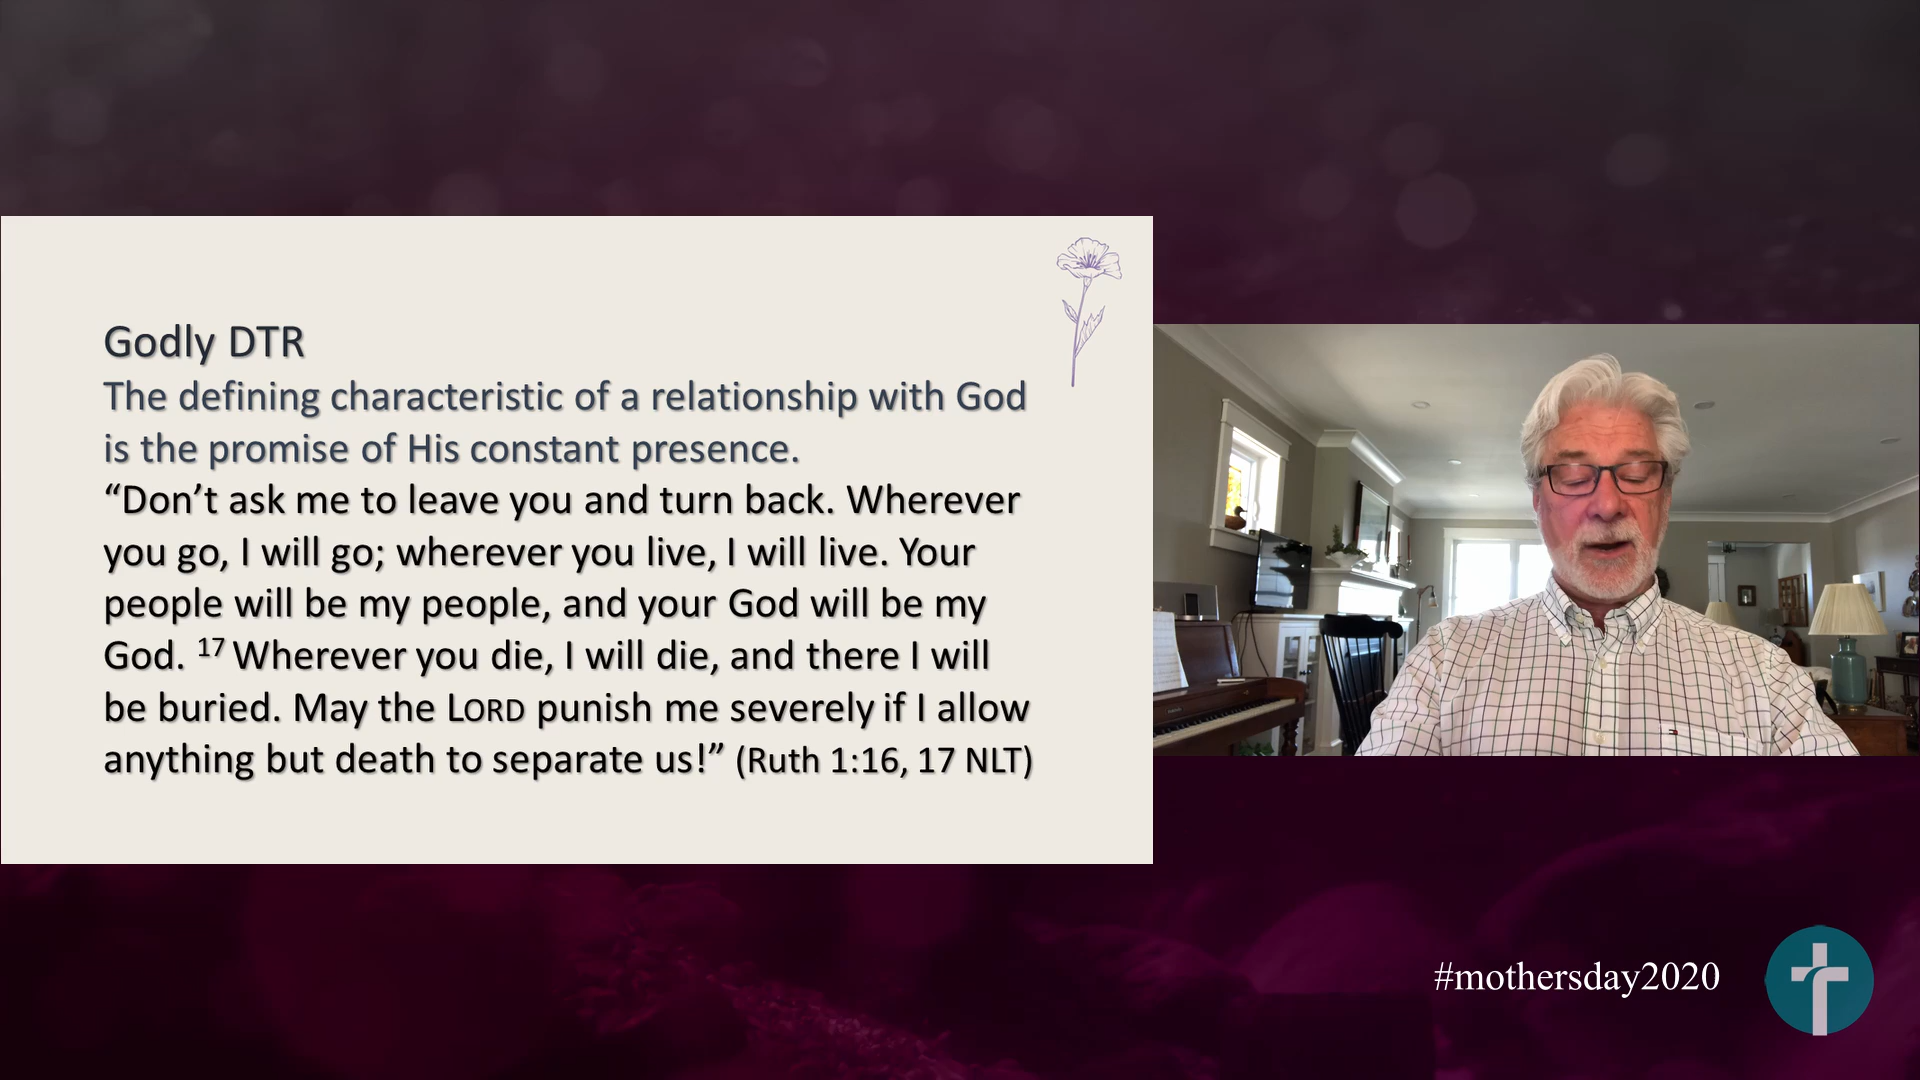 Godly DTR
The defining characteristic of a relationship with God
is the promise of His constant presence.
“Don’t ask me to leave you and turn back. Wherever
you go, I will go; wherever you live, I will live. Your
people will be my people, and your God will be my
God. 17 Wherever you die, I will die, and there I will
be buried. May the LORD punish me severely if I allow
anything but death to separate us!” (Ruth 1:16, 17 NLT)
#mothersday2020